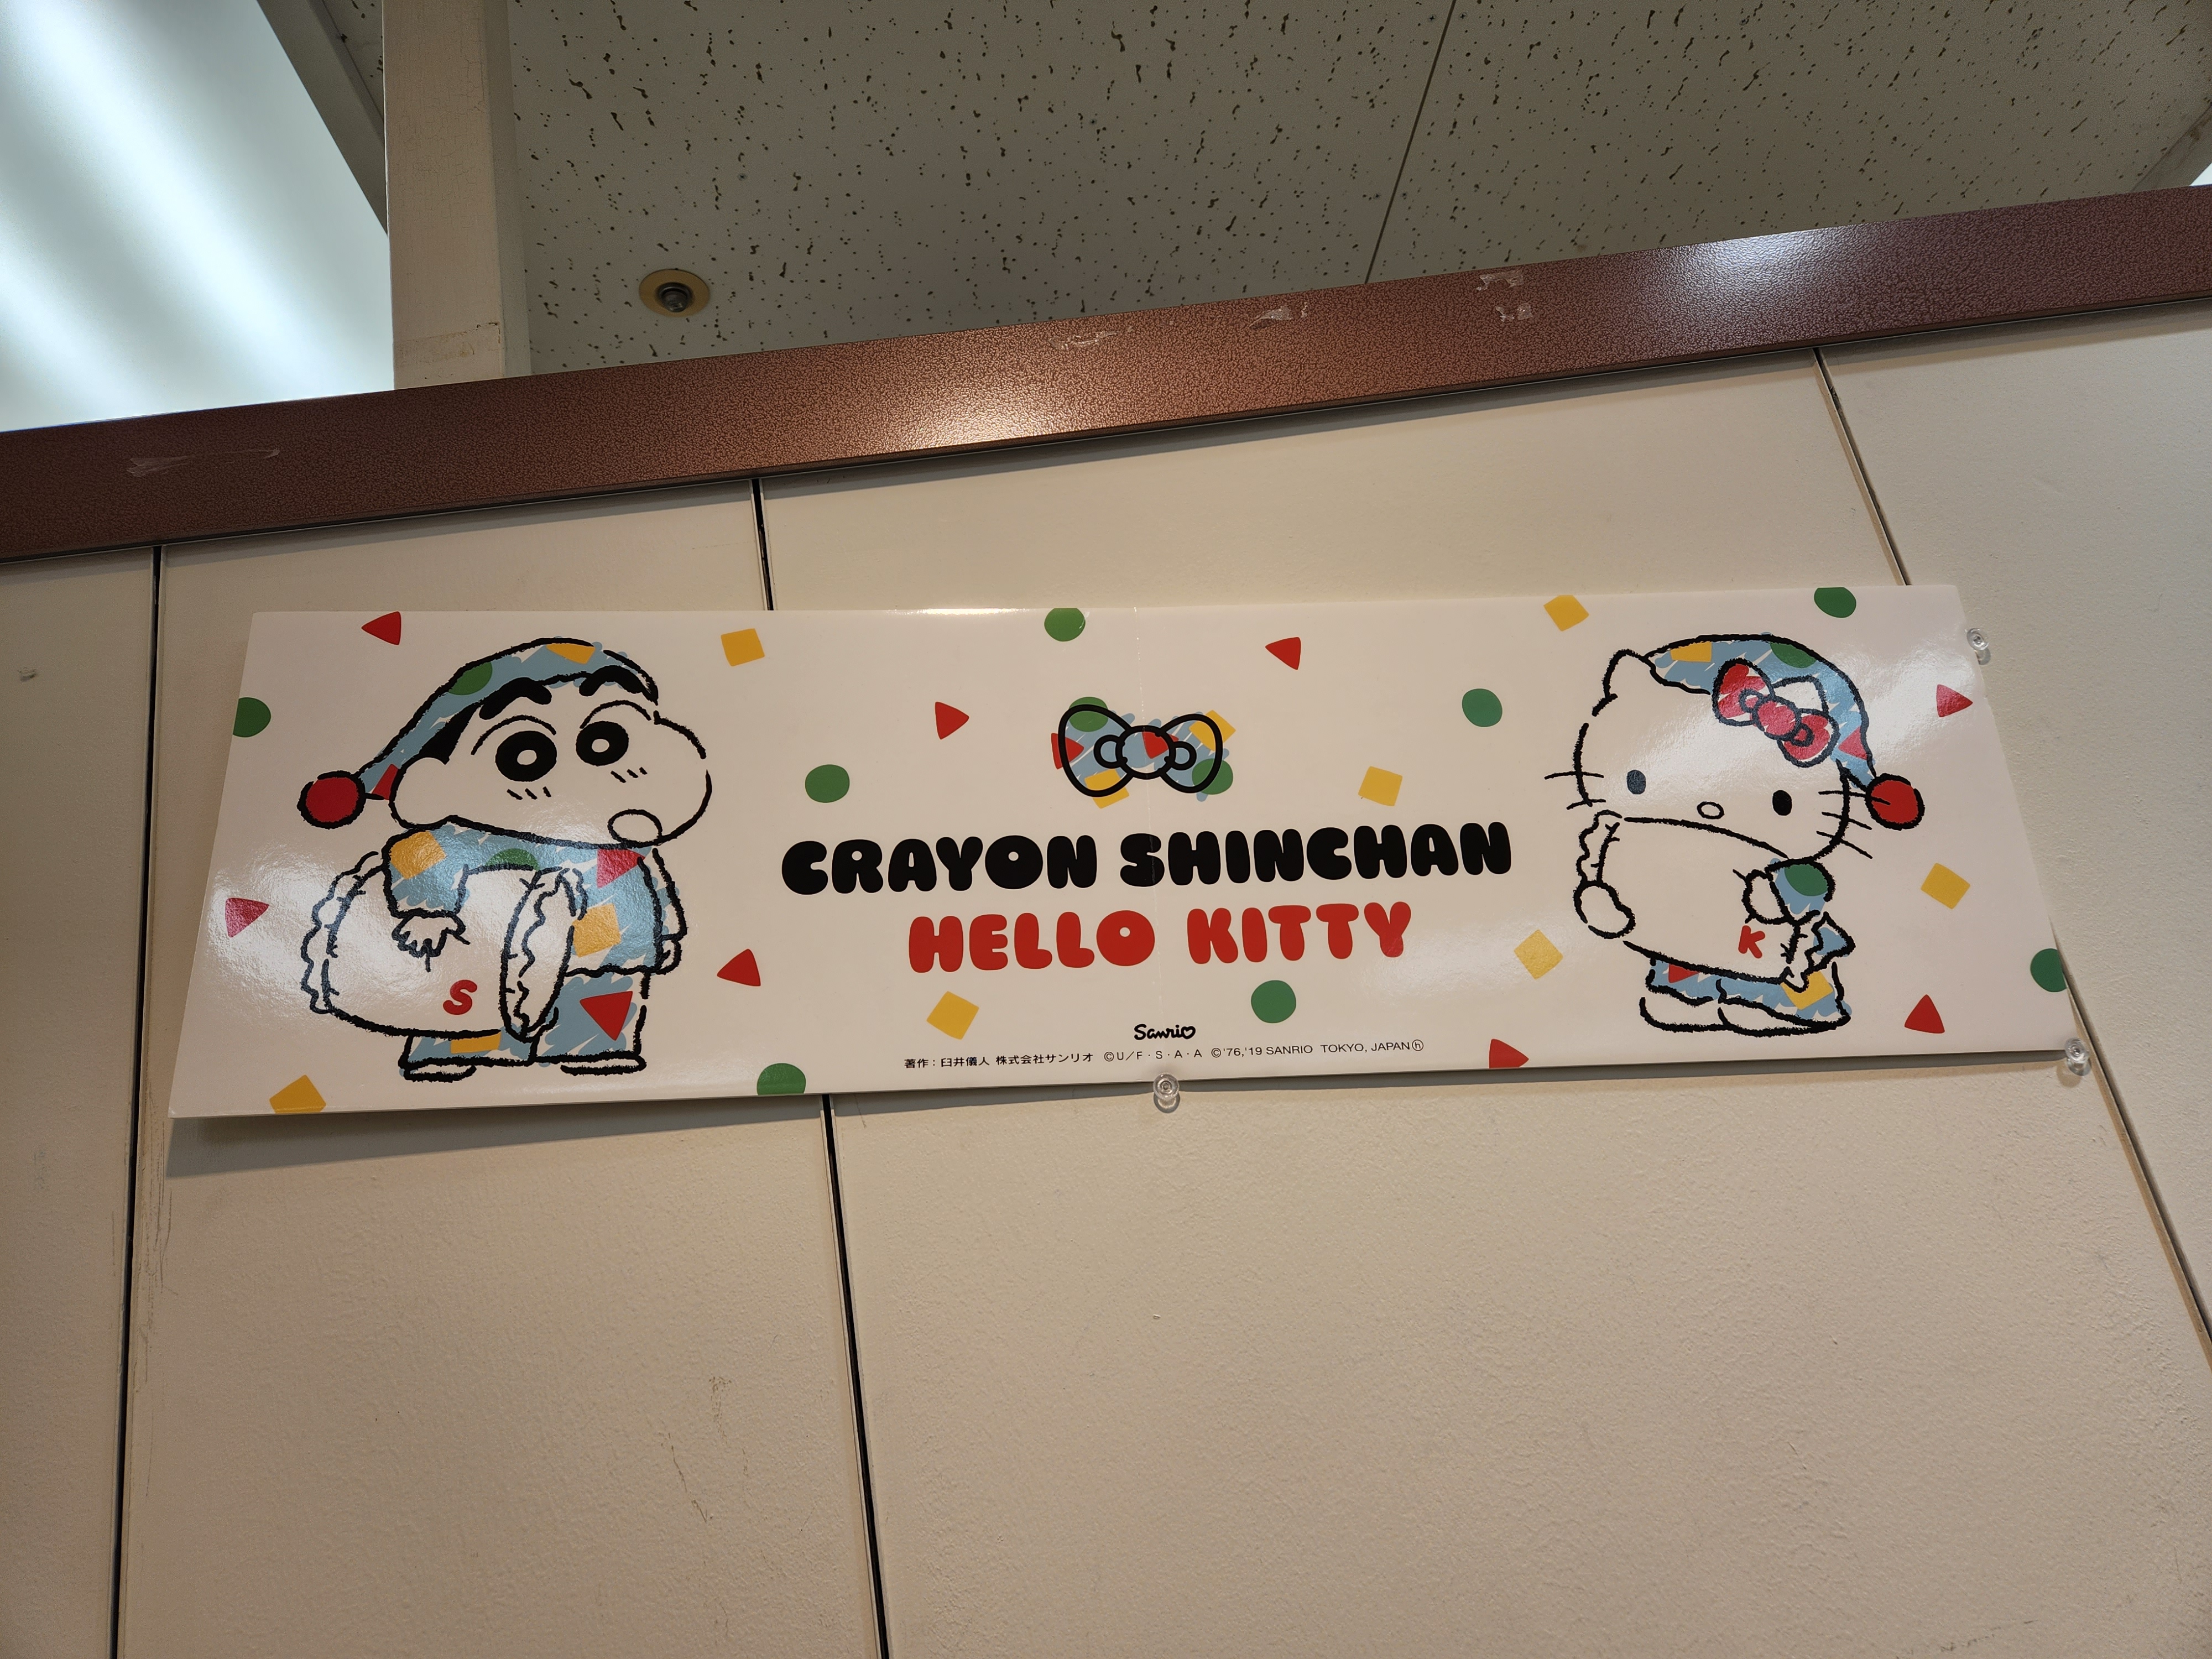 CRAYON SHINCHAN
HELLO KITTY
S
K
Sanrio
著作：臼井儀人 株式会社サンリオ ©U/F・S・A・A ©'76,'19 SANRIO TOKYO, JAPAN ⓗ